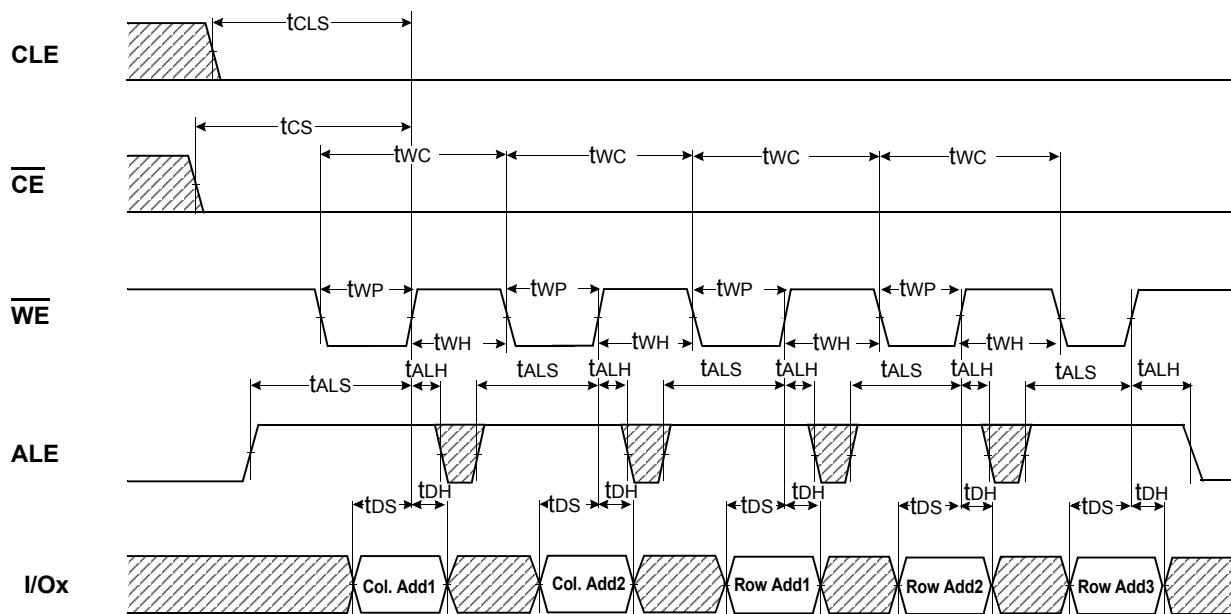 tCLS
CLE
tCS
tWC tWC tWC tWC
CE
tWP tWP tWP tWP
WE
tWH tWH tWH tWH
tALS tALH tALS tALH tALS tALH tALS tALH tALS tALH
ALE
tDS tDH tDS tDH tDS tDH tDS tDH tDS tDH
I/Ox Col. Add1 Col. Add2 Row Add1 Row Add2 Row Add3